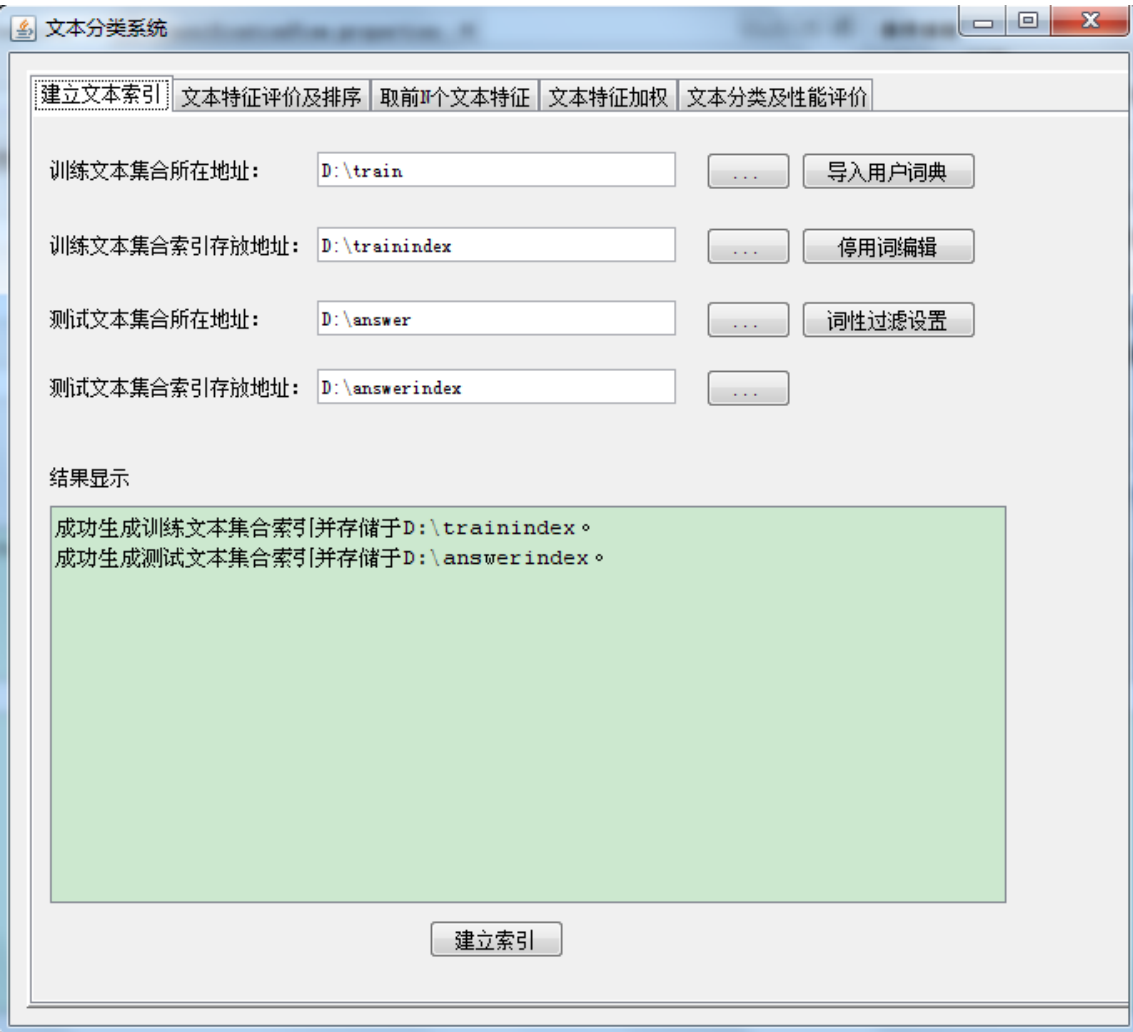 文本分类系统
建立文本索引 文本特征评价及排序 取前N个文本特征 文本特征加权 文本分类及性能评价
训练文本集合所在地址: D:\train ... 导入用户词典
训练文本集合索引存放地址: D:\trainindex ... 停用词编辑
测试文本集合所在地址: D:\answer ... 词性过滤设置
测试文本集合索引存放地址: D:\answerindex ...
结果显示
成功生成训练文本集合索引并存储于D:\trainindex。
成功生成测试文本集合索引并存储于D:\answerindex。
建立索引